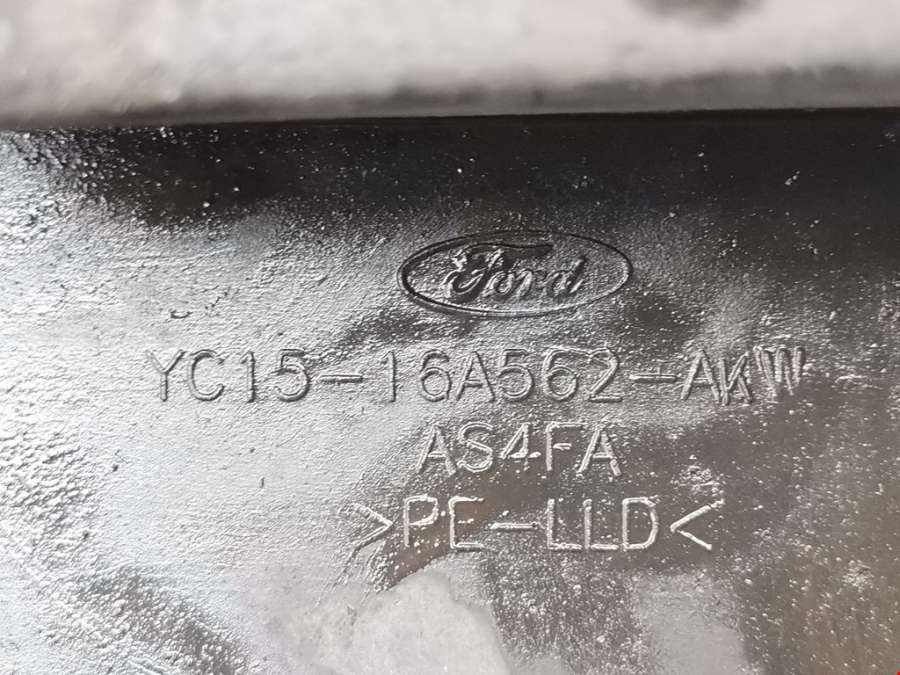 Ford
YC15-16A562-AKW
AS4FA
>PE-LLD<